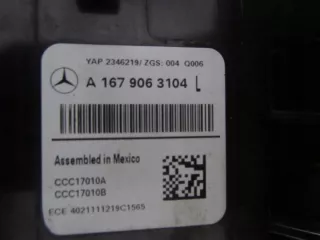 YAP 2346219/ ZGS: 004 Q006
A 167 906 3104 L
Assembled in Mexico
CCC17010A
CCC17010B
ECE 4021111219C1565